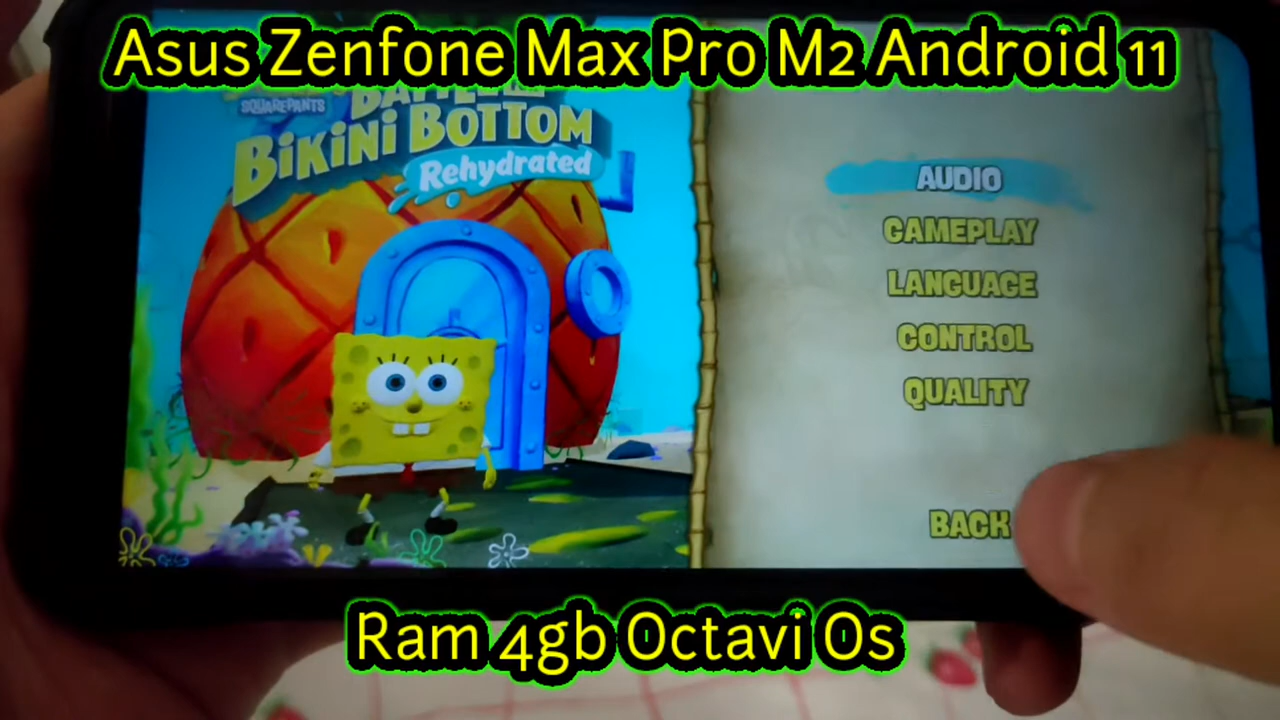 Asus Zenfone Max Pro M2 Android 11
SQUAREPANTS
BATTLE
BIKINI BOTTOM
Rehydrated
AUDIO
GAMEPLAY
LANGUAGE
CONTROL
QUALITY
BACK
Ram 4gb Octavi Os